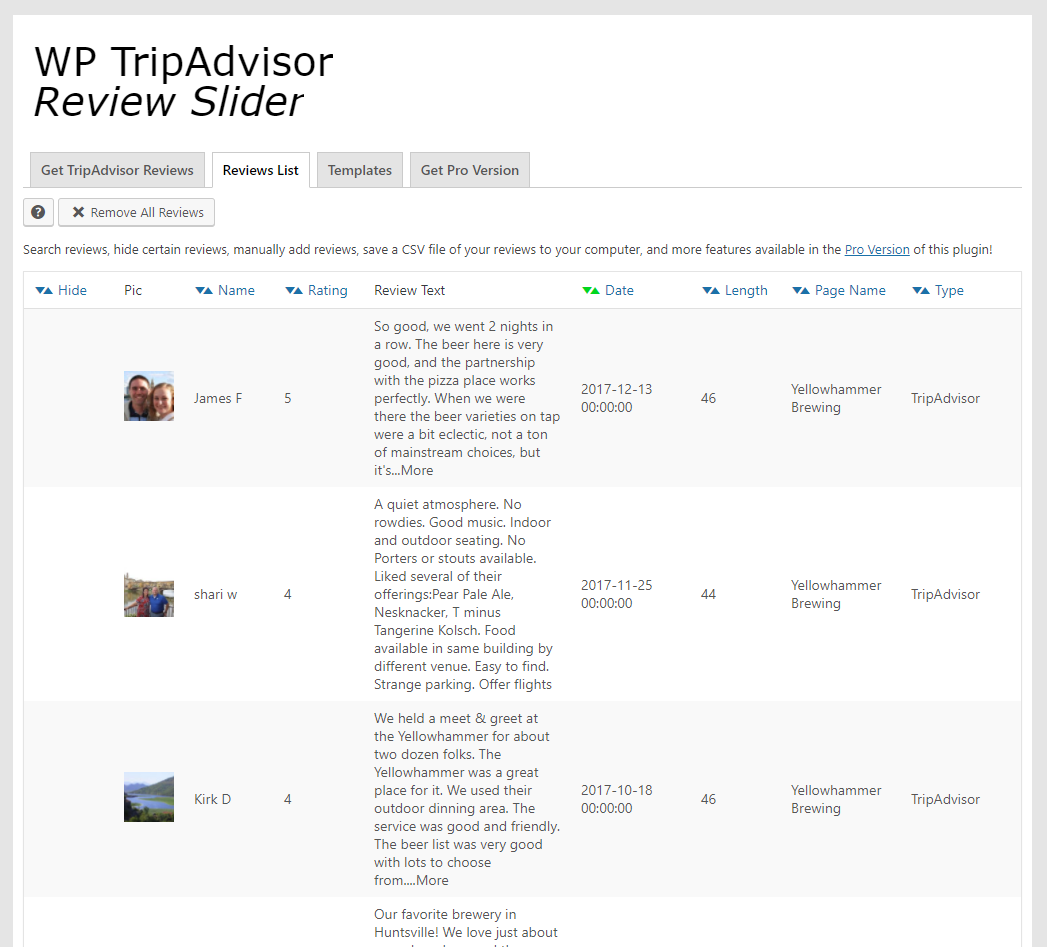 WP TripAdvisor
Review Slider
Get TripAdvisor Reviews
Reviews List
Templates
Get Pro Version
Remove All Reviews
Search reviews, hide certain reviews, manually add reviews, save a CSV file of your reviews to your computer, and more features available in the Pro Version of this plugin!
Hide Pic Name Rating Review Text Date Length Page Name Type
James F
5
So good, we went 2 nights in
a row. The beer here is very
good, and the partnership
with the pizza place works
perfectly. When we were
there the beer varieties on tap
were a bit eclectic, not a ton
of mainstream choices, but
it's...More
2017-12-13
00:00:00
46
Yellowhammer
Brewing
TripAdvisor
shari w
4
A quiet atmosphere. No
rowdies. Good music. Indoor
and outdoor seating. No
Porters or stouts available.
Liked several of their
offerings:Pear Pale Ale,
Nesknacker, T minus
Tangerine Kolsch. Food
available in same building by
different venue. Easy to find.
Strange parking. Offer flights
2017-11-25
00:00:00
44
Yellowhammer
Brewing
TripAdvisor
Kirk D
4
We held a meet & greet at
the Yellowhammer for about
two dozen folks. The
Yellowhammer was a great
place for it. We used their
outdoor dinning area. The
service was good and friendly.
The beer list was very good
with lots to choose
from....More
2017-10-18
00:00:00
46
Yellowhammer
Brewing
TripAdvisor
Our favorite brewery in
Huntsville! We love just about